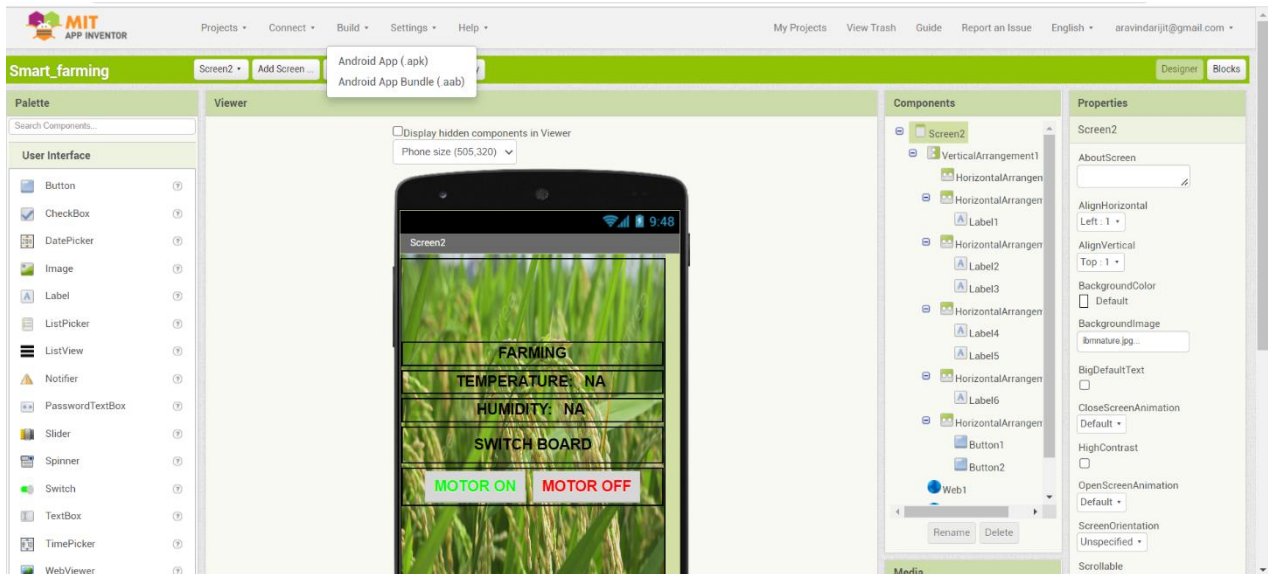 MIT
APP INVENTOR
Projects Connect Build Settings Help My Projects View Trash Guide Report an Issue English aravindarijit@gmail.com
Android App (.apk)
Android App Bundle (.aab)
Smart_farming Screen2 Add Screen ... Designer Blocks
Palette
Search Components...
User Interface
Button
CheckBox
DatePicker
Image
Label
ListPicker
ListView
Notifier
PasswordTextBox
Slider
Spinner
Switch
TextBox
TimePicker
WebViewer
Viewer
Display hidden components in Viewer
Phone size (505,320)
9:48
Screen2
FARMING
TEMPERATURE: NA
HUMIDITY: NA
SWITCH BOARD
MOTOR ON MOTOR OFF
Components
Screen2
VerticalArrangement1
HorizontalArrangen
HorizontalArrangen
Label1
HorizontalArrangen
Label2
Label3
HorizontalArrangen
Label4
Label5
HorizontalArrangen
Label6
HorizontalArrangen
Button1
Button2
Web1
Rename Delete
Media
Properties
Screen2
AboutScreen
AlignHorizontal
Left : 1
AlignVertical
Top : 1
BackgroundColor
Default
BackgroundImage
ibmnature.jpg...
BigDefaultText
CloseScreenAnimation
Default
HighContrast
OpenScreenAnimation
Default
ScreenOrientation
Unspecified
Scrollable